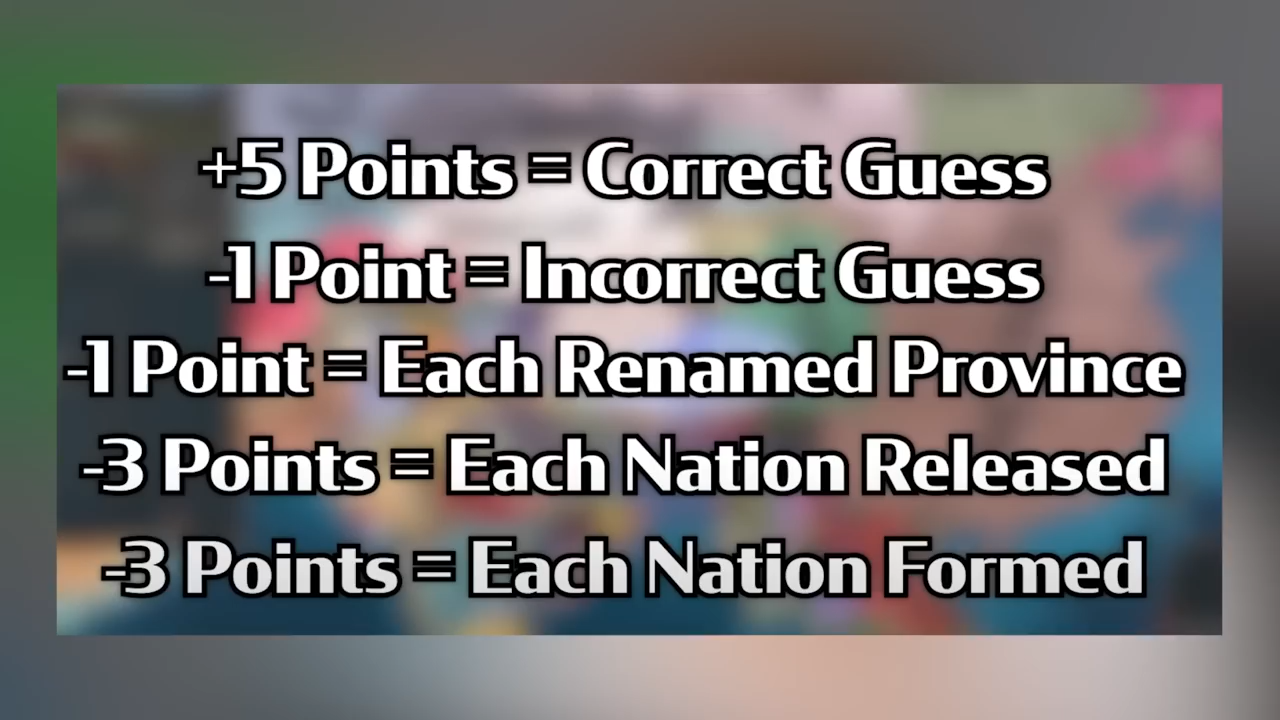 +5 Points = Correct Guess
-1 Point = Incorrect Guess
-1 Point = Each Renamed Province
-3 Points = Each Nation Released
-3 Points = Each Nation Formed